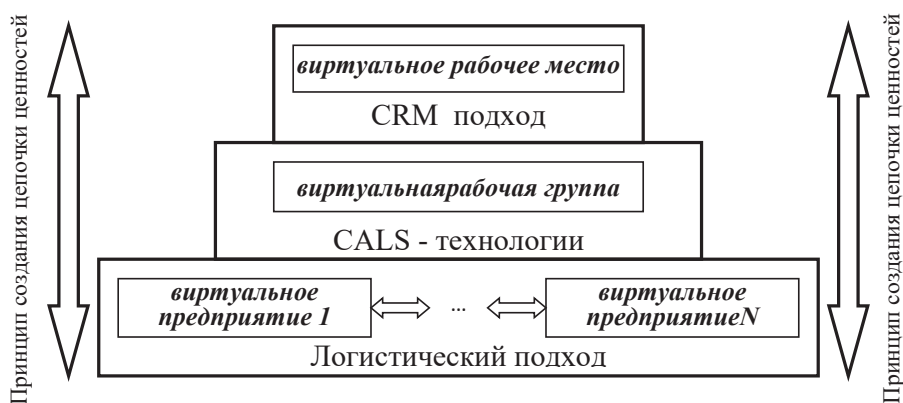 Принцип создания цепочки ценностей
виртуальное рабочее место
CRM подход
виртуальнаярабочая группа
CALS - технологии
виртуальное
предприятие 1
...
виртуальное
предприятиеN
Логистический подход
Принцип создания цепочки ценностей